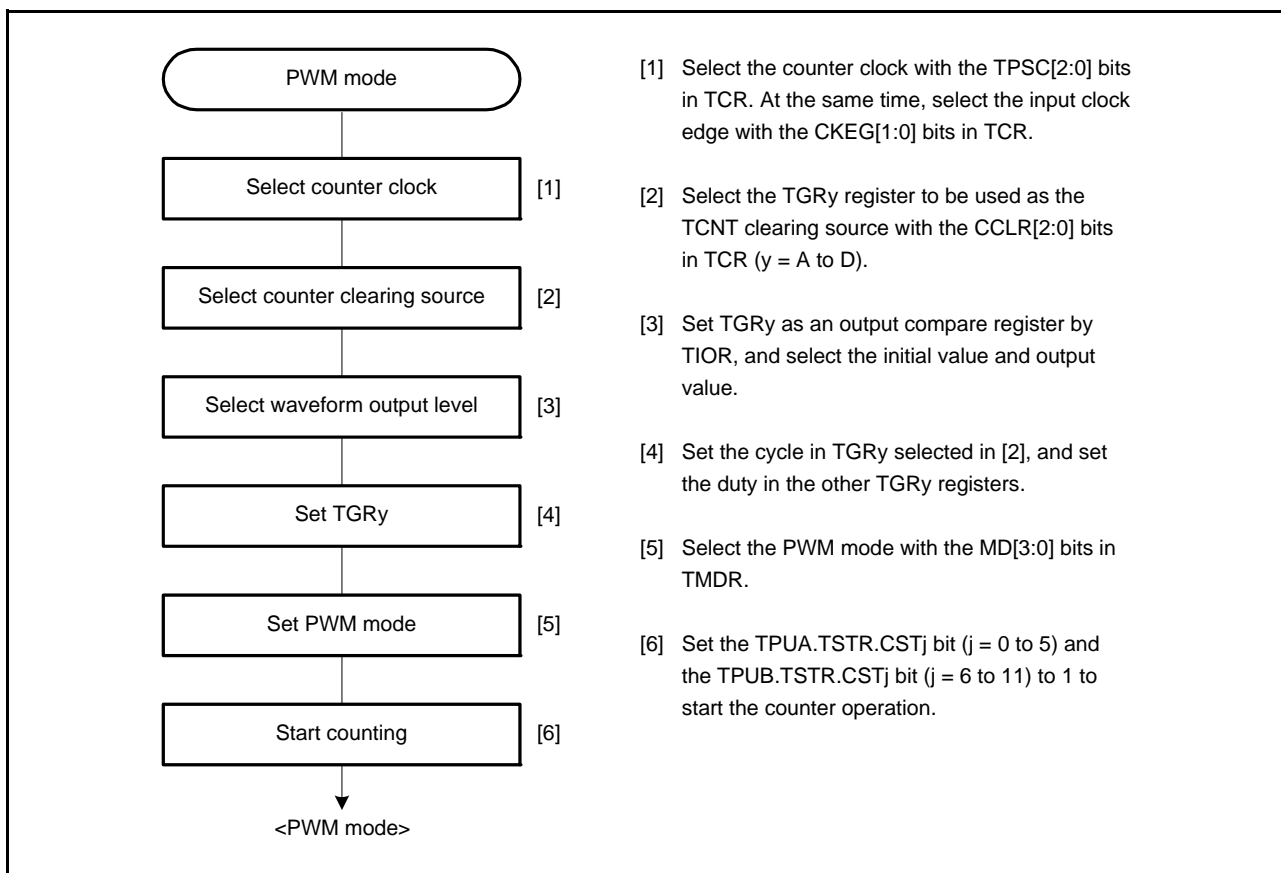 PWM mode
Select counter clock [1]
Select counter clearing source [2]
Select waveform output level [3]
Set TGRy [4]
Set PWM mode [5]
Start counting [6]
<PWM mode>
[1] Select the counter clock with the TPSC[2:0] bits
in TCR. At the same time, select the input clock
edge with the CKEG[1:0] bits in TCR.
[2] Select the TGRy register to be used as the
TCNT clearing source with the CCLR[2:0] bits
in TCR (y = A to D).
[3] Set TGRy as an output compare register by
TIOR, and select the initial value and output
value.
[4] Set the cycle in TGRy selected in [2], and set
the duty in the other TGRy registers.
[5] Select the PWM mode with the MD[3:0] bits in
TMDR.
[6] Set the TPUA.TSTR.CSTj bit (j = 0 to 5) and
the TPUB.TSTR.CSTj bit (j = 6 to 11) to 1 to
start the counter operation.